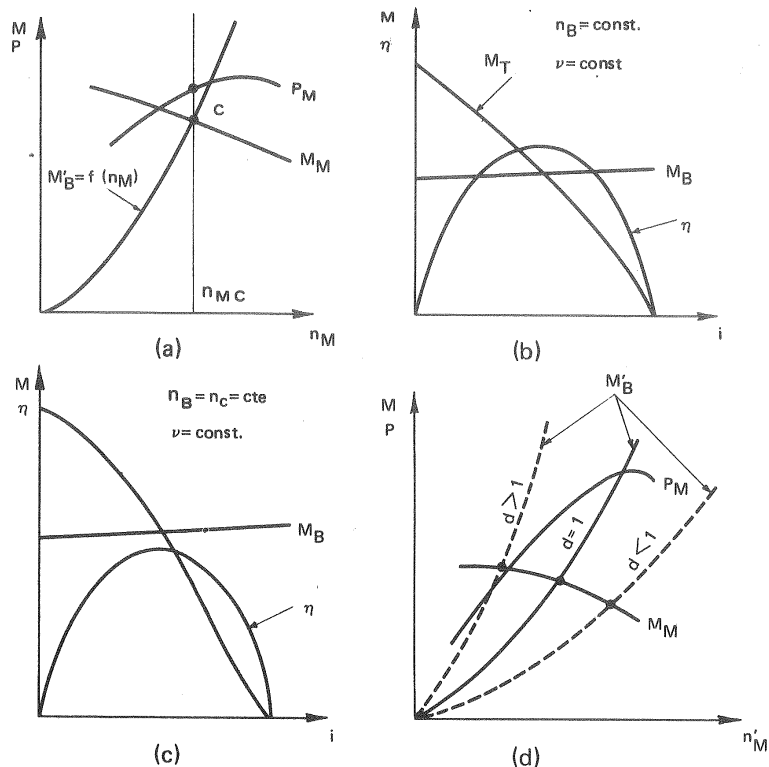 M
P
P_M
C
M_M
M'_B = f (n_M)
n_MC
n_M
(a)
M
η
n_B = const.
ν = const
M_T
M_B
η
i
(b)
M
η
n_B = n_C = cte
ν = const.
M_B
η
i
(c)
M
P
M'_B
P_M
d > 1
d = 1
d < 1
M_M
n'_M
(d)